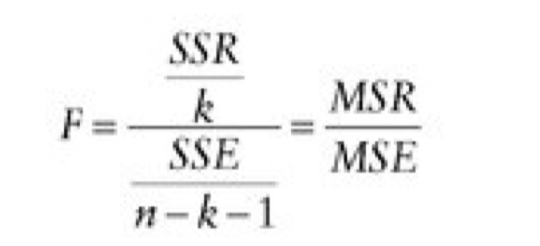 F = (SSR / k) / (SSE / (n − k − 1)) = MSR / MSE